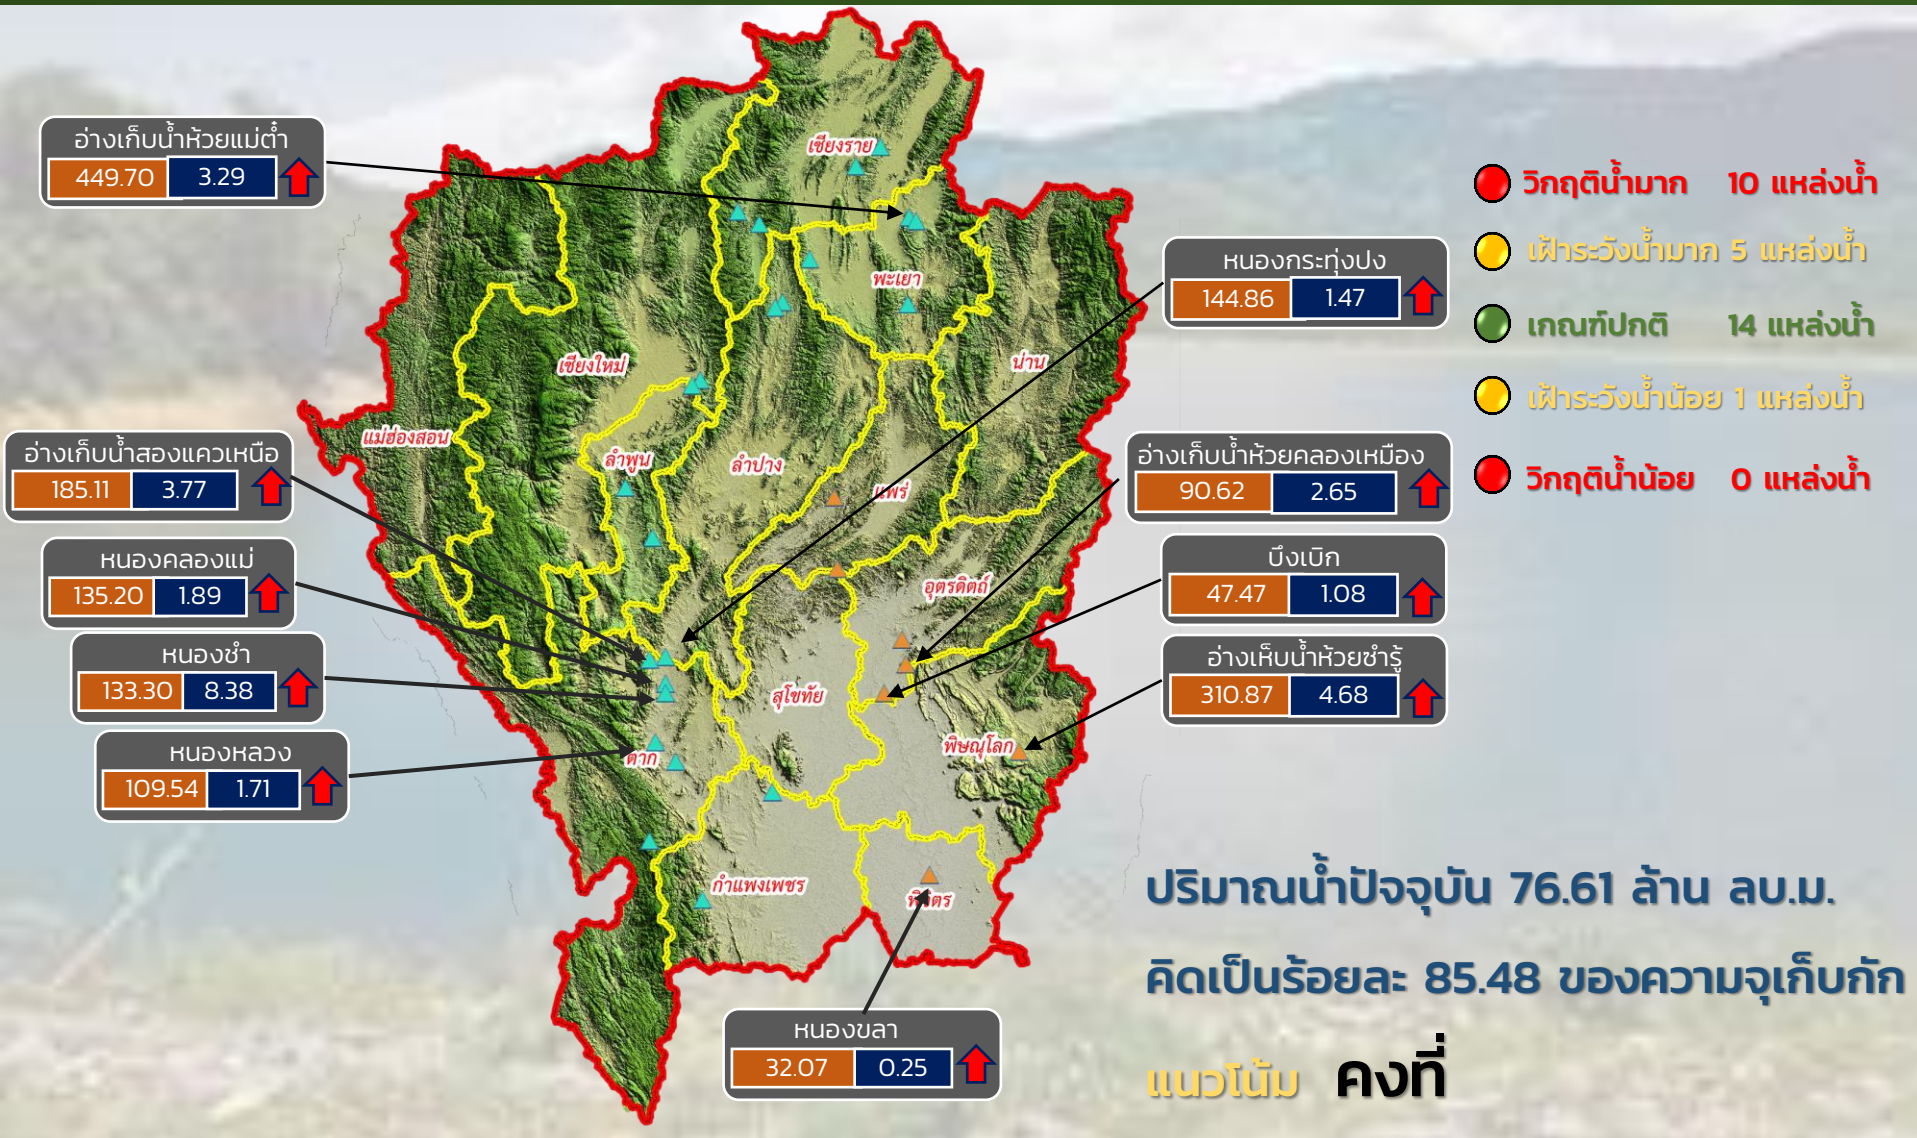 อ่างเก็บน้ำห้วยแม่ต่ำ
449.70 3.29
อ่างเก็บน้ำสองแควเหนือ
185.11 3.77
หนองคลองแม่
135.20 1.89
หนองชำ
133.30 8.38
หนองหลวง
109.54 1.71
หนองขลา
32.07 0.25
หนองกระทุ่งปง
144.86 1.47
อ่างเก็บน้ำห้วยคลองเหมือง
90.62 2.65
บึงเบิก
47.47 1.08
อ่างเห็บน้ำห้วยซำรู้
310.87 4.68
เชียงราย
พะเยา
เชียงใหม่
น่าน
แม่ฮ่องสอน
ลำพูน
ลำปาง
แพร่
อุตรดิตถ์
สุโขทัย
ตาก
พิษณุโลก
กำแพงเพชร
พิจิตร
วิกฤติน้ำมาก 10 แหล่งน้ำ
เฝ้าระวังน้ำมาก 5 แหล่งน้ำ
เกณฑ์ปกติ 14 แหล่งน้ำ
เฝ้าระวังน้ำน้อย 1 แหล่งน้ำ
วิกฤติน้ำน้อย 0 แหล่งน้ำ
ปริมาณน้ำปัจจุบัน 76.61 ล้าน ลบ.ม.
คิดเป็นร้อยละ 85.48 ของความจุเก็บกัก
แนวโน้ม คงที่